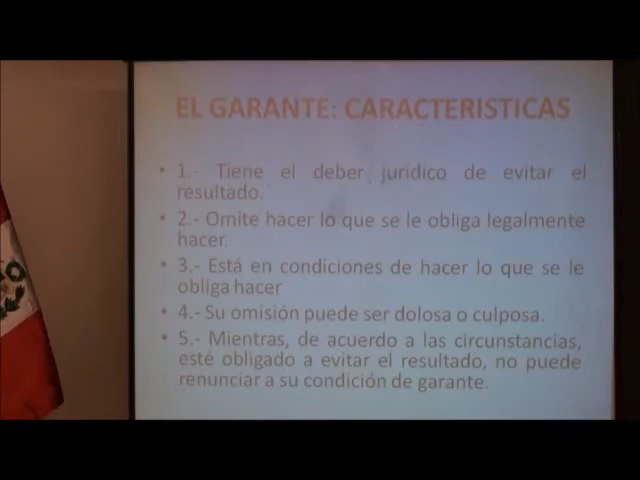 EL GARANTE: CARACTERISTICAS
• 1.- Tiene el deber jurídico de evitar el
resultado.
• 2.- Omite hacer lo que se le obliga legalmente
hacer.
• 3.- Está en condiciones de hacer lo que se le
obliga hacer
• 4.- Su omisión puede ser dolosa o culposa.
• 5.- Mientras, de acuerdo a las circunstancias,
esté obligado a evitar el resultado, no puede
renunciar a su condición de garante.